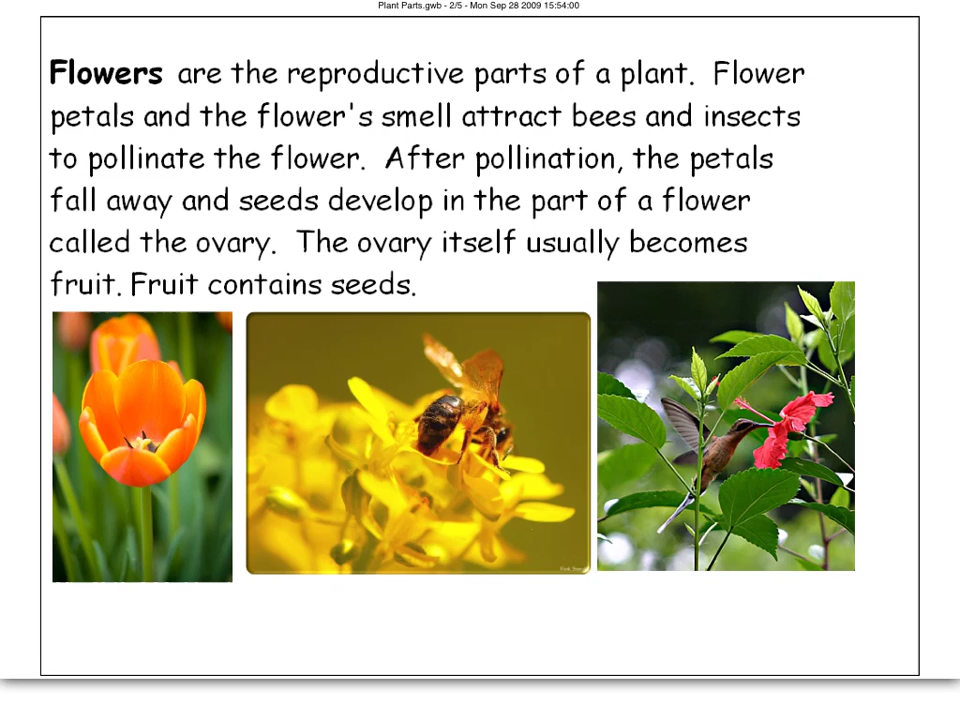 Plant Parts.gwb - 2/5 - Mon Sep 28 2009 15:54:00
Flowers are the reproductive parts of a plant. Flower
petals and the flower's smell attract bees and insects
to pollinate the flower. After pollination, the petals
fall away and seeds develop in the part of a flower
called the ovary. The ovary itself usually becomes
fruit. Fruit contains seeds.